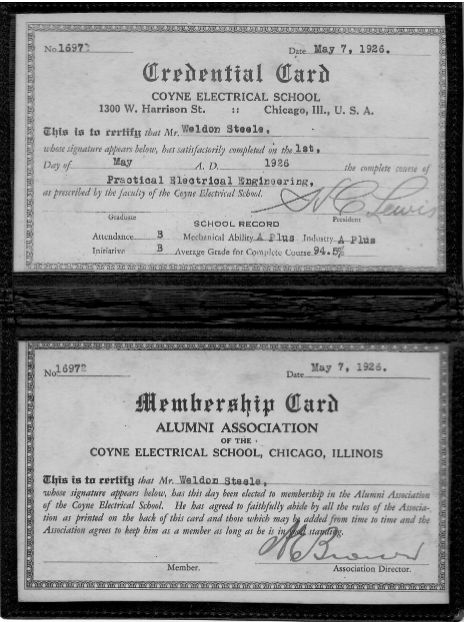 No. 16972 Date May 7, 1926.
Credential Card
COYNE ELECTRICAL SCHOOL
1300 W. Harrison St. :: Chicago, Ill., U. S. A.
This is to certify that Mr. Weldon Steele,
whose signature appears below, has satisfactorily completed on the 1st,
Day of May A. D. 1926 the complete course of
Practical Electrical Engineering,
as prescribed by the faculty of the Coyne Electrical School.
H C Lewis
Graduate President
SCHOOL RECORD
Attendance B Mechanical Ability A Plus Industry A Plus
Initiative B Average Grade for Complete Course 94.5%
No. 16972 Date May 7, 1926.
Membership Card
ALUMNI ASSOCIATION
OF THE
COYNE ELECTRICAL SCHOOL, CHICAGO, ILLINOIS
This is to certify that Mr. Weldon Steele,
whose signature appears below, has this day been elected to membership in the Alumni Association
of the Coyne Electrical School. He has agreed to faithfully abide by all the rules of the Associa-
tion as printed on the back of this card and those which may be added from time to time and the
Association agrees to keep him as a member as long as he is in good standing.
Member. Association Director.